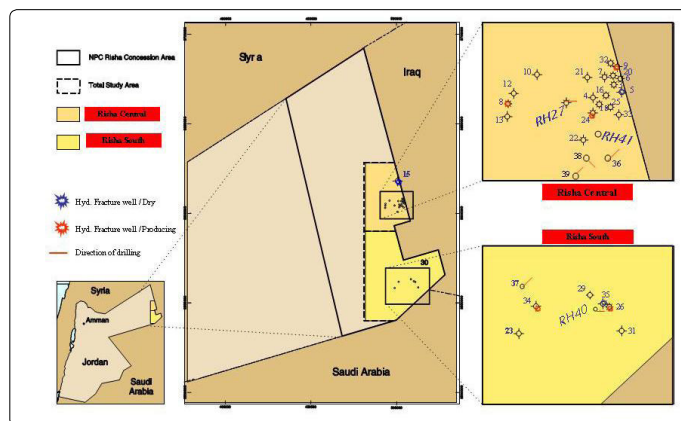 NPC Risha Concession Area
Total Study Area
Risha Central
Risha South
Hyd. Fracture well /Dry
Hyd. Fracture well /Producing
Direction of drilling
Syria
Amman
Jordan
Saudi
Arabia
Syria
Iraq
15
30
Saudi Arabia
32
9
10
21
7
20
6
12
5
4
16
8
RH27
25
13
24
33
22
RH41
38
36
39
Risha Central
Risha South
37
29
35
34
26
RH40
23
31